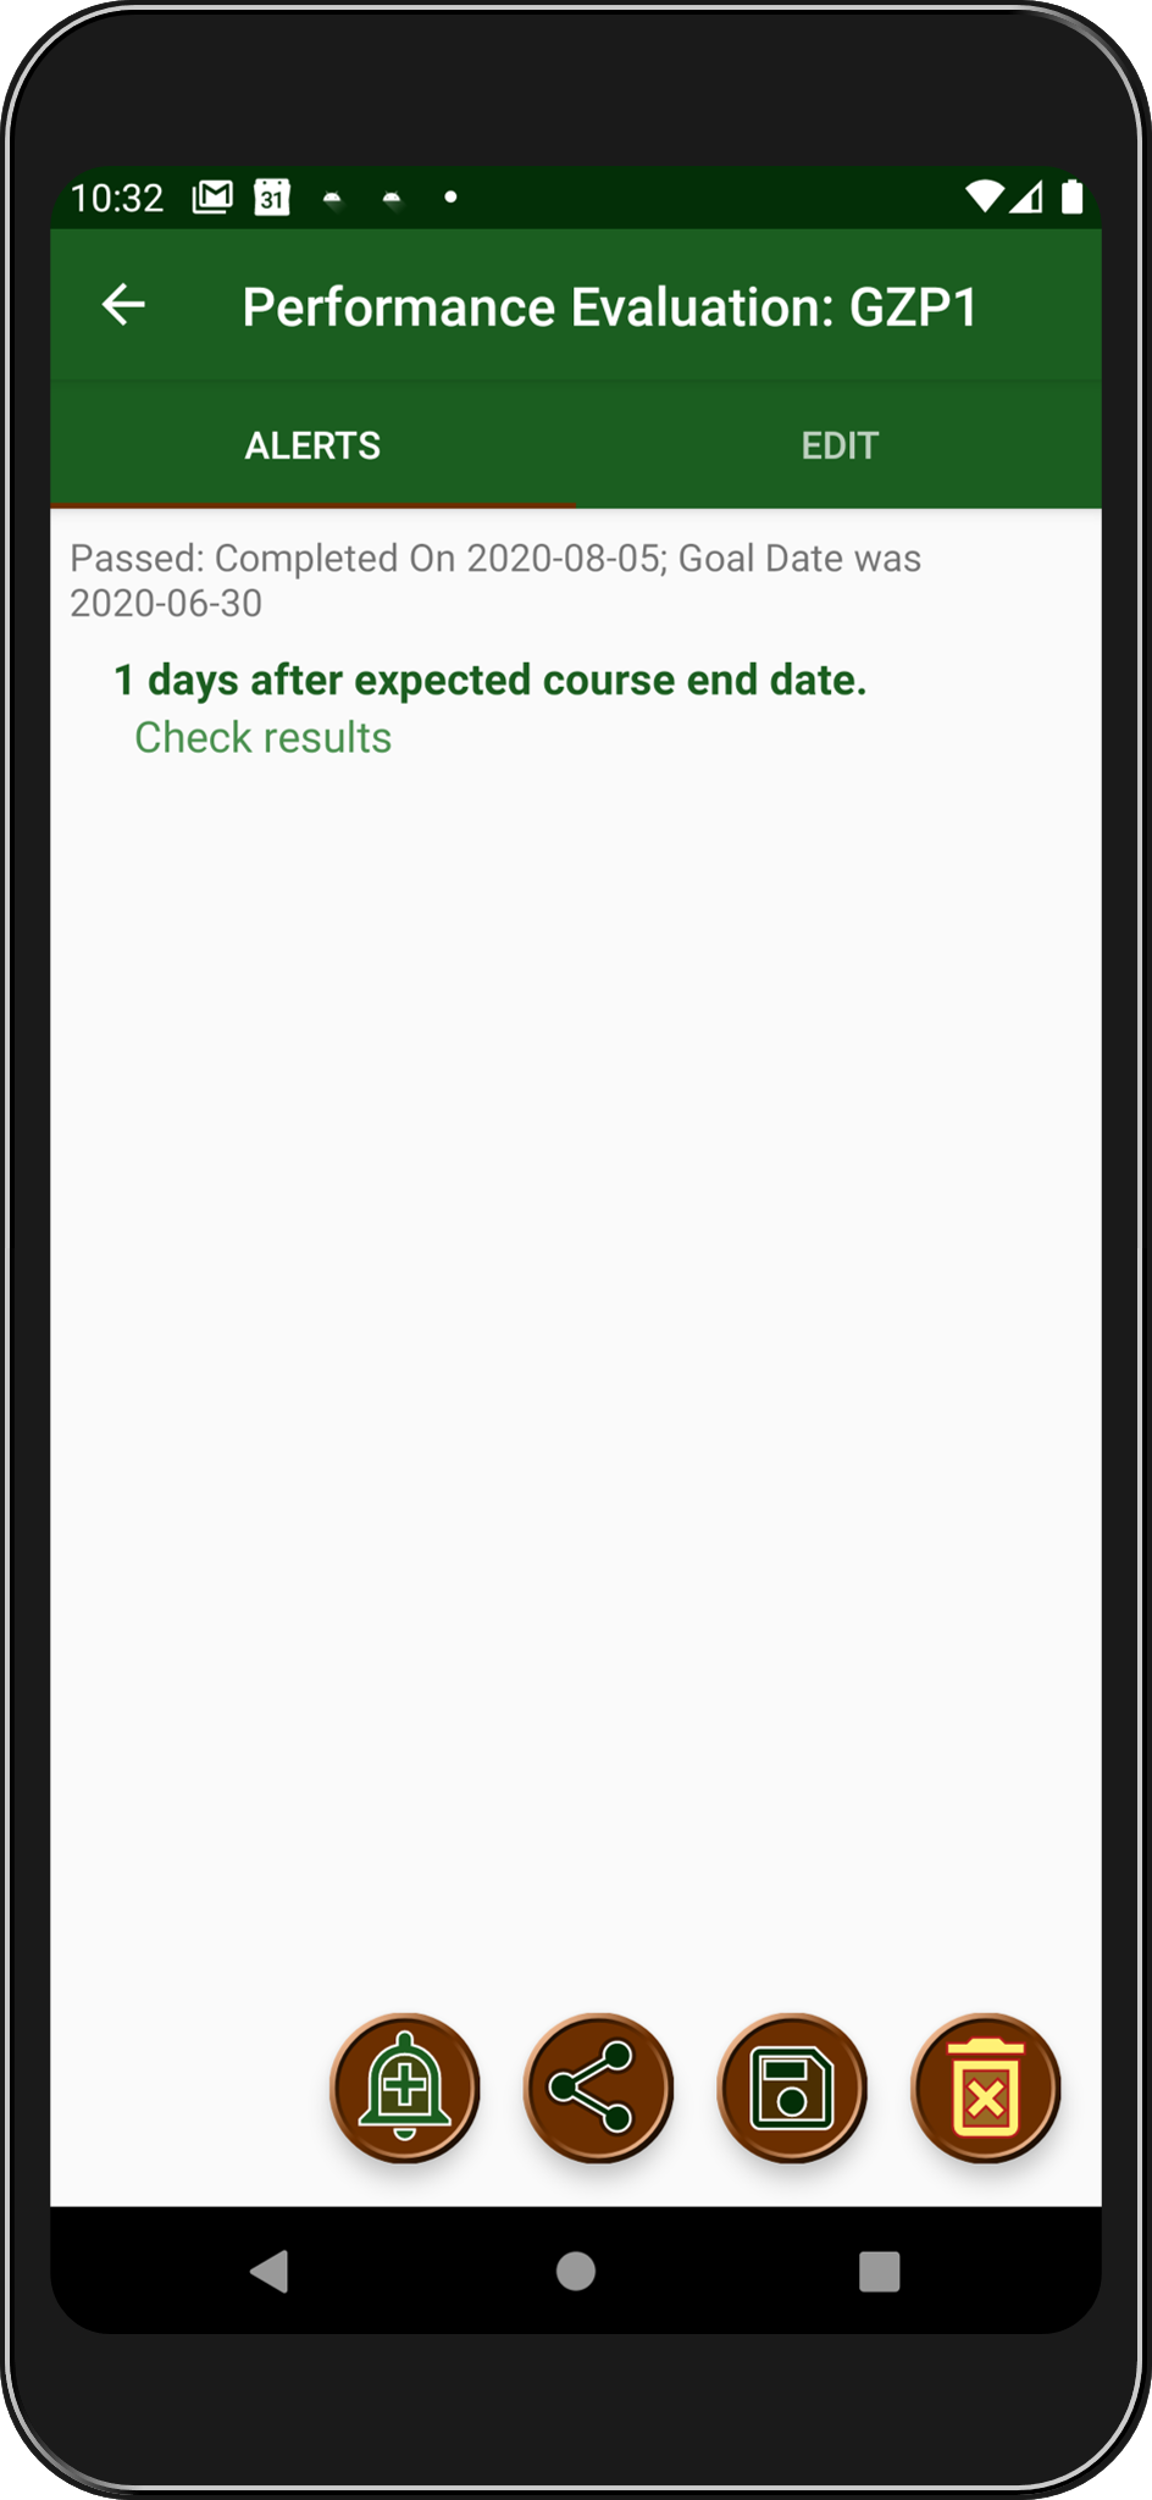 10:32 31
Performance Evaluation: GZP1
ALERTS EDIT
Passed: Completed On 2020-08-05; Goal Date was
2020-06-30
1 days after expected course end date.
Check results